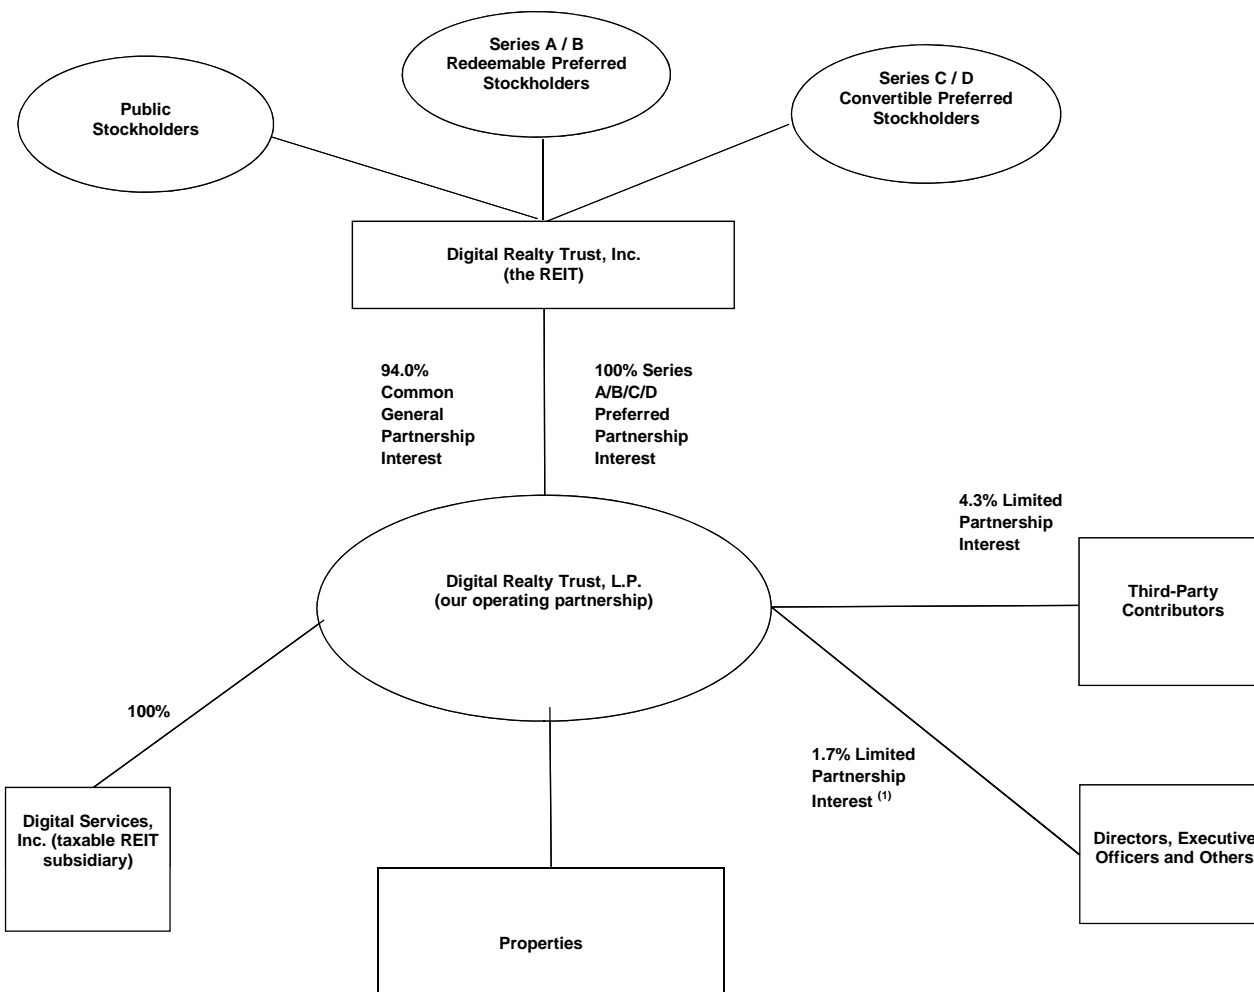 Public
Stockholders
Series A / B
Redeemable Preferred
Stockholders
Series C / D
Convertible Preferred
Stockholders
Digital Realty Trust, Inc.
(the REIT)
94.0%
Common
General
Partnership
Interest
100% Series
A/B/C/D
Preferred
Partnership
Interest
4.3% Limited
Partnership
Interest
Digital Realty Trust, L.P.
(our operating partnership)
Third-Party
Contributors
100%
1.7% Limited
Partnership
Interest (1)
Digital Services,
Inc. (taxable REIT
subsidiary)
Directors, Executive
Officers and Others
Properties